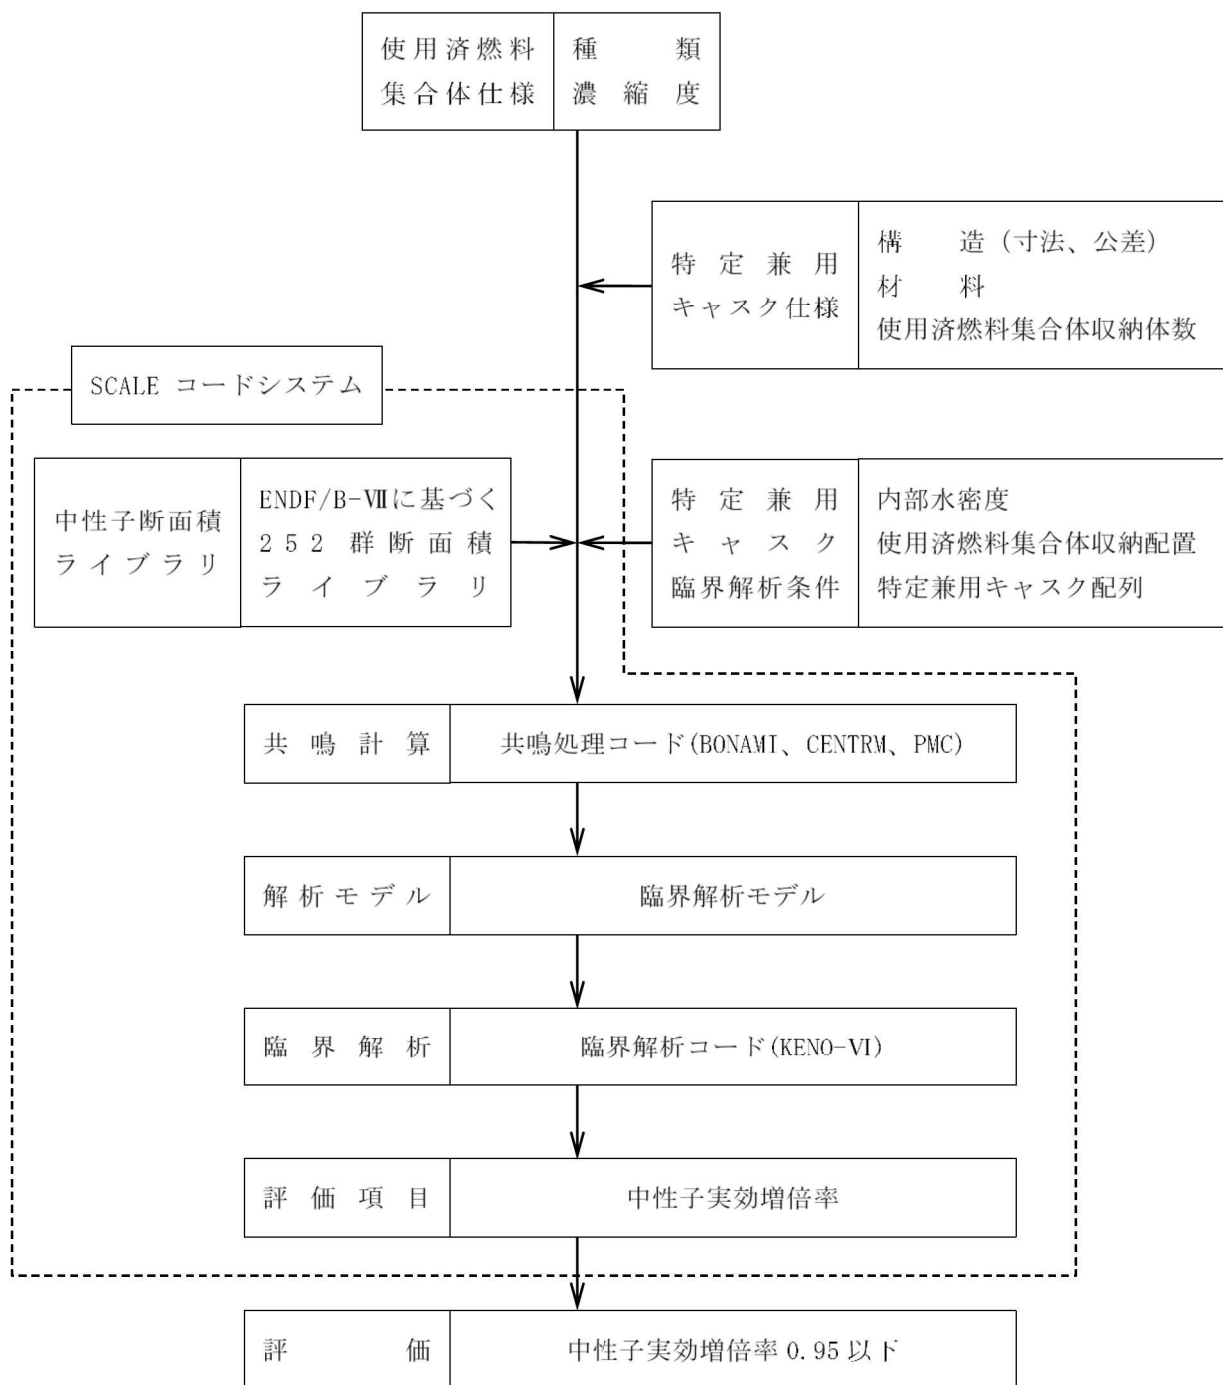 使用済燃料
集合体仕様
種類
濃縮度
特定兼用
キャスク仕様
構造(寸法、公差)
材料
使用済燃料集合体収納体数
SCALE コードシステム
中性子断面積
ライブラリ
ENDF/B-Ⅶに基づく
252群断面積
ライブラリ
特定兼用
キャスク
臨界解析条件
内部水密度
使用済燃料集合体収納配置
特定兼用キャスク配列
共鳴計算
共鳴処理コード(BONAMI、CENTRM、PMC)
解析モデル
臨界解析モデル
臨界解析
臨界解析コード(KENO-Ⅵ)
評価項目
中性子実効増倍率
評価
中性子実効増倍率 0.95 以下